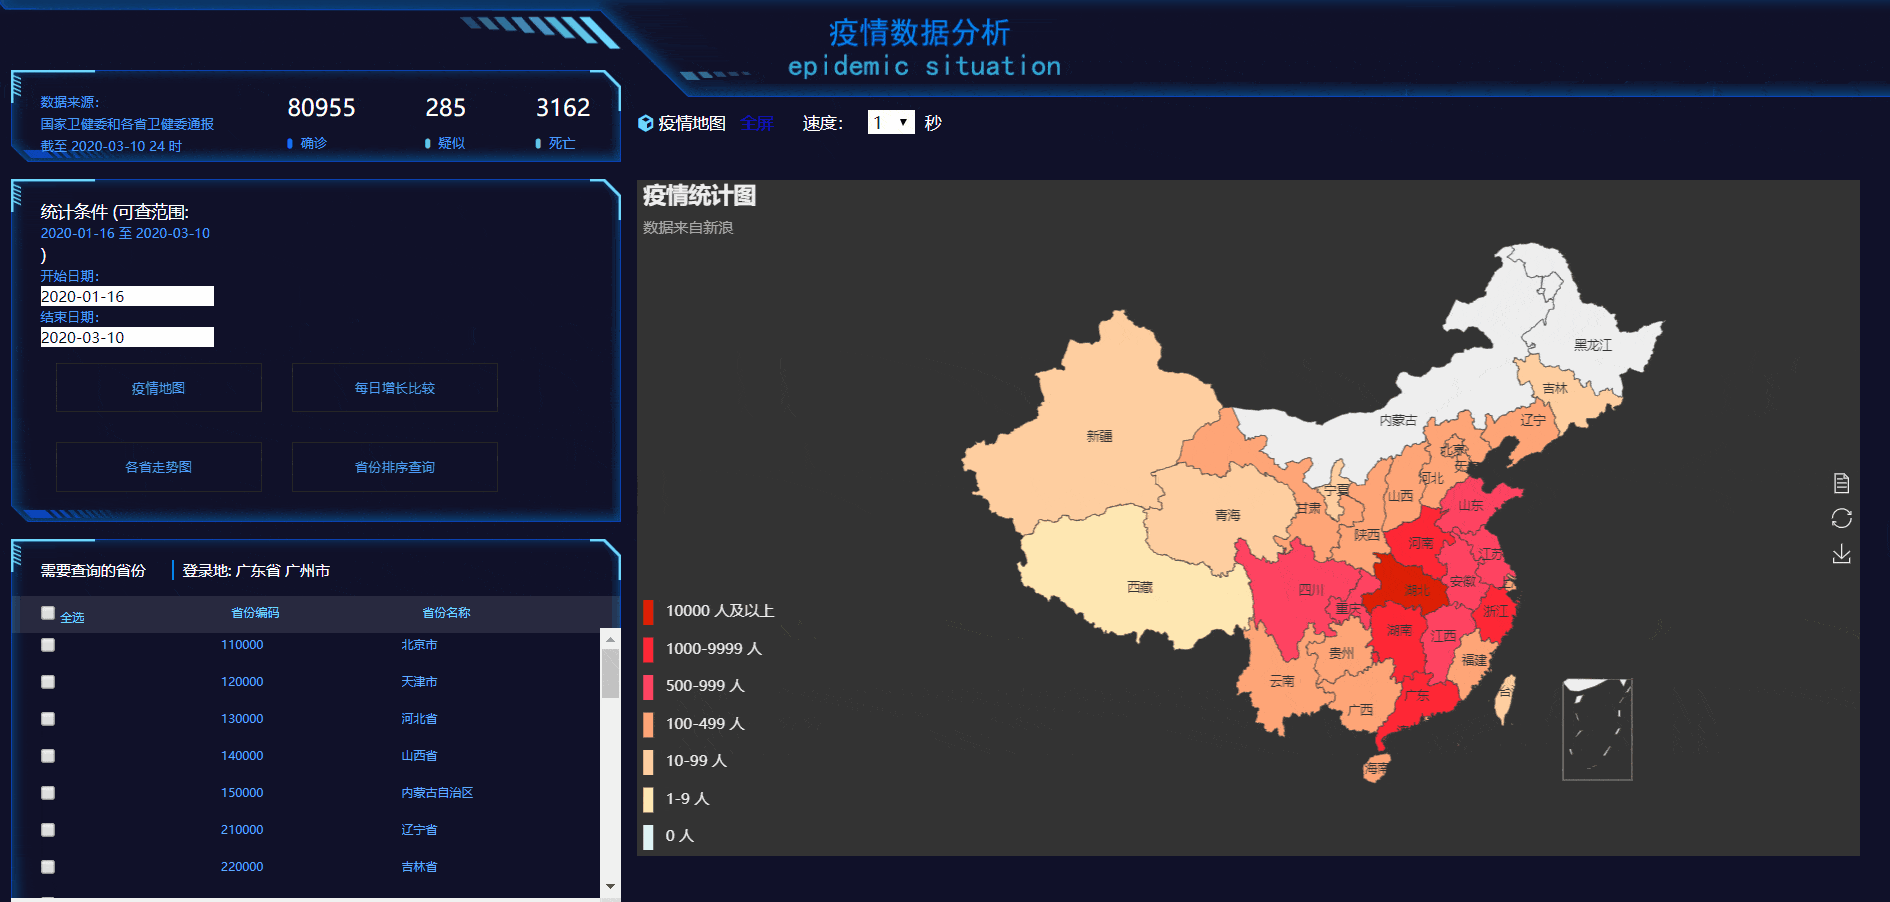 疫情数据分析
epidemic situation
数据来源:
国家卫健委和各省卫健委通报
截至 2020-03-10 24 时
80955
确诊
285
疑似
3162
死亡
统计条件 (可查范围:
2020-01-16 至 2020-03-10
)
开始日期:
2020-01-16
结束日期:
2020-03-10
疫情地图
每日增长比较
各省走势图
省份排序查询
需要查询的省份
登录地: 广东省 广州市
全选 省份编码 省份名称
110000 北京市
120000 天津市
130000 河北省
140000 山西省
150000 内蒙古自治区
210000 辽宁省
220000 吉林省
疫情地图 全屏 速度: 1 秒
疫情统计图
数据来自新浪
黑龙江
吉林
辽宁
内蒙古
新疆
北京
河北
宁夏
山西
山东
甘肃
青海
陕西
河南
江苏
西藏
四川
湖北
安徽
重庆
浙江
湖南
江西
贵州
福建
云南
广西
广东
海南
10000 人及以上
1000-9999 人
500-999 人
100-499 人
10-99 人
1-9 人
0 人